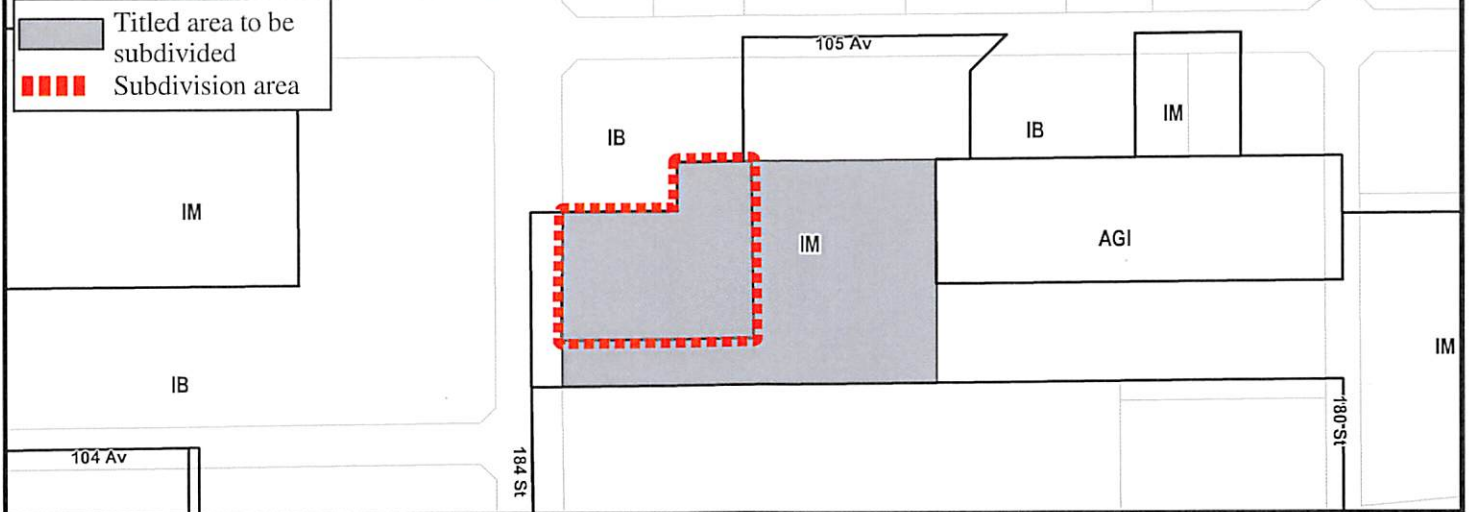 Titled area to be
subdivided
Subdivision area
105 Av
IB
IM
IB
IM
IM
AGI
IM
IB
104 Av
184 St
180 St